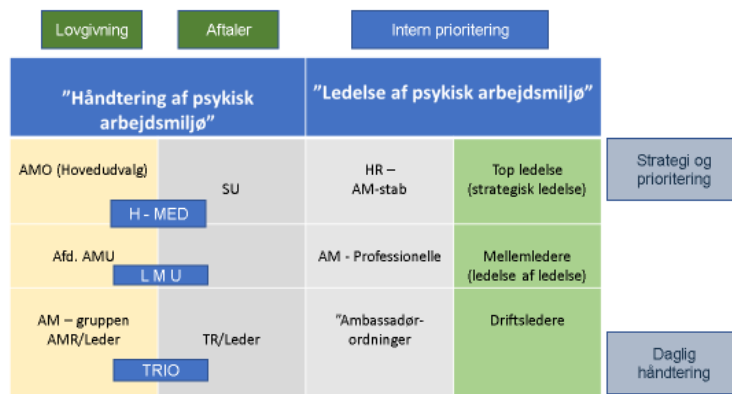 Lovgivning
Aftaler
Intern prioritering
”Håndtering af psykisk
arbejdsmiljø”
”Ledelse af psykisk arbejdsmiljø”
AMO (Hovedudvalg)
SU
H - MED
HR –
AM-stab
Top ledelse
(strategisk ledelse)
Strategi og
prioritering
Afd. AMU
L M U
AM - Professionelle
Mellemledere
(ledelse af ledelse)
AM – gruppen
AMR/Leder
TR/Leder
TRIO
”Ambassadør-
ordninger
Driftsledere
Daglig
håndtering